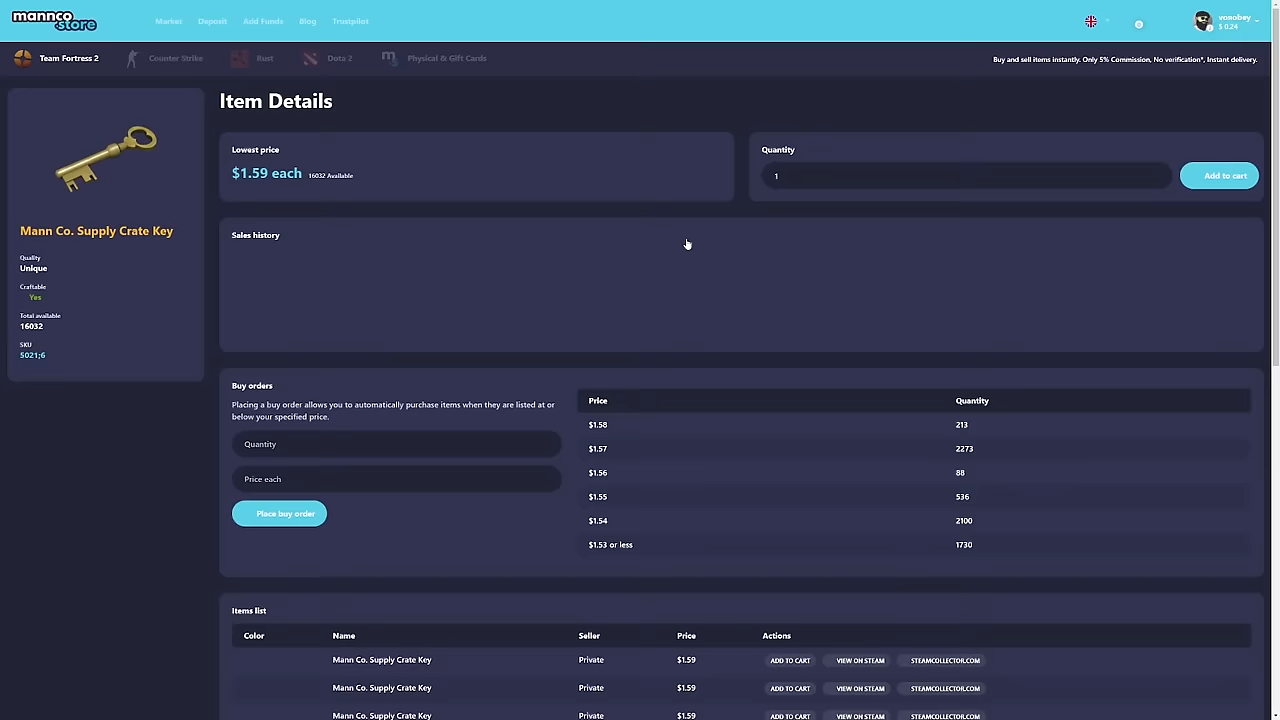 mannco
store
Market Deposit Add Funds Blog Trustpilot
0
vonobey
$ 0.24
Team Fortress 2 Counter Strike Rust Dota 2 Physical & Gift Cards
Buy and sell items instantly. Only 5% Commission, No verification*, Instant delivery.
Mann Co. Supply Crate Key
Quality
Unique
Craftable
Yes
Total available
16032
SKU
5021;6
Item Details
Lowest price
$1.59 each 16032 Available
Quantity
1
Add to cart
Sales history
Buy orders
Placing a buy order allows you to automatically purchase items when they are listed at or
below your specified price.
Quantity
Price each
Place buy order
Price Quantity
$1.58 213
$1.57 2273
$1.56 88
$1.55 536
$1.54 2100
$1.53 or less 1730
Items list
Color Name Seller Price Actions
Mann Co. Supply Crate Key Private $1.59 ADD TO CART VIEW ON STEAM STEAMCOLLECTOR.COM
Mann Co. Supply Crate Key Private $1.59 ADD TO CART VIEW ON STEAM STEAMCOLLECTOR.COM
Mann Co. Supply Crate Key Private $1.59 ADD TO CART VIEW ON STEAM STEAMCOLLECTOR.COM